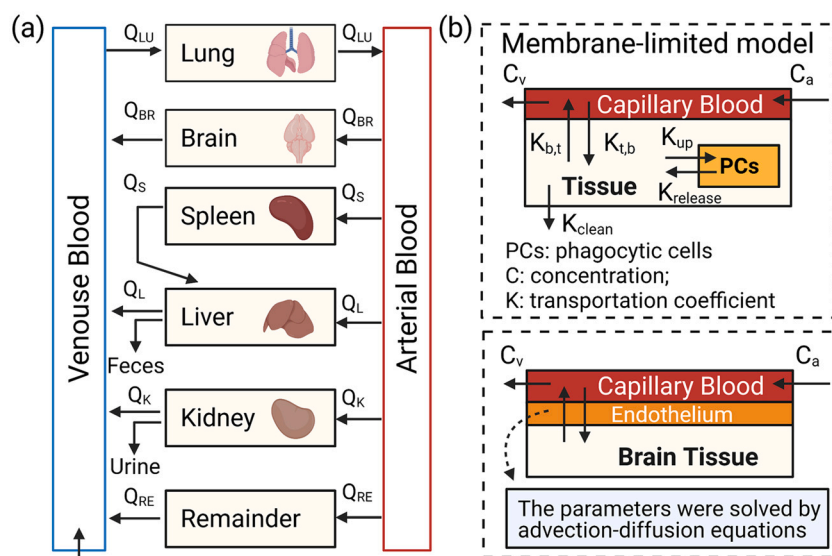 (a)
Q_LU
Lung
Q_LU
Q_BR
Brain
Q_BR
Q_S
Spleen
Q_S
Q_L
Liver
Q_L
Feces
Q_K
Kidney
Q_K
Urine
Q_RE
Remainder
Q_RE
Venouse Blood
Arterial Blood
(b)
Membrane-limited model
C_v
C_a
Capillary Blood
K_b,t
K_t,b
K_up
PCs
Tissue
K_release
K_clean
PCs: phagocytic cells
C: concentration;
K: transportation coefficient
C_v
C_a
Capillary Blood
Endothelium
Brain Tissue
The parameters were solved by
advection-diffusion equations